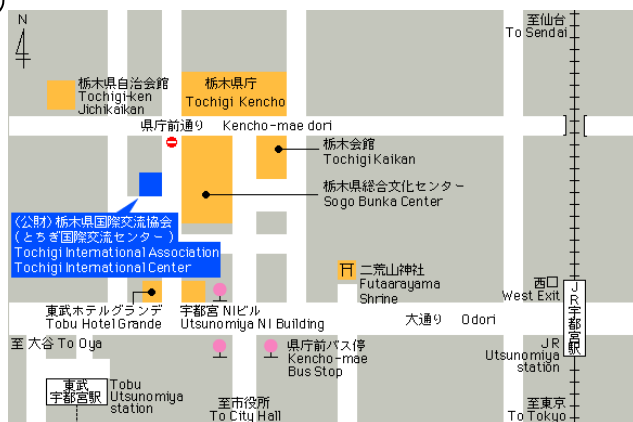 N
至仙台
To Sendai
栃木県自治会館
Tochigi-ken
Jichikaikan
栃木県庁
Tochigi Kencho
県庁前通り Kencho-mae dori
栃木会館
Tochigi Kaikan
栃木県総合文化センター
Sogo Bunka Center
〈公財〉栃木県国際交流協会
(とちぎ国際交流センター)
Tochigi International Association
Tochigi International Center
二荒山神社
Futaarayama
Shrine
西口
West Exit
JR宇都宮駅
東武ホテルグランデ
Tobu Hotel Grande
宇都宮 NIビル
Utsunomiya NI Building
大通り Odori
至 大谷 To Oya
県庁前バス停
Kencho-mae
Bus Stop
JR
Utsunomiya
station
東武
宇都宮駅
Tobu
Utsunomiya
station
至市役所
To City Hall
至東京
To Tokyo